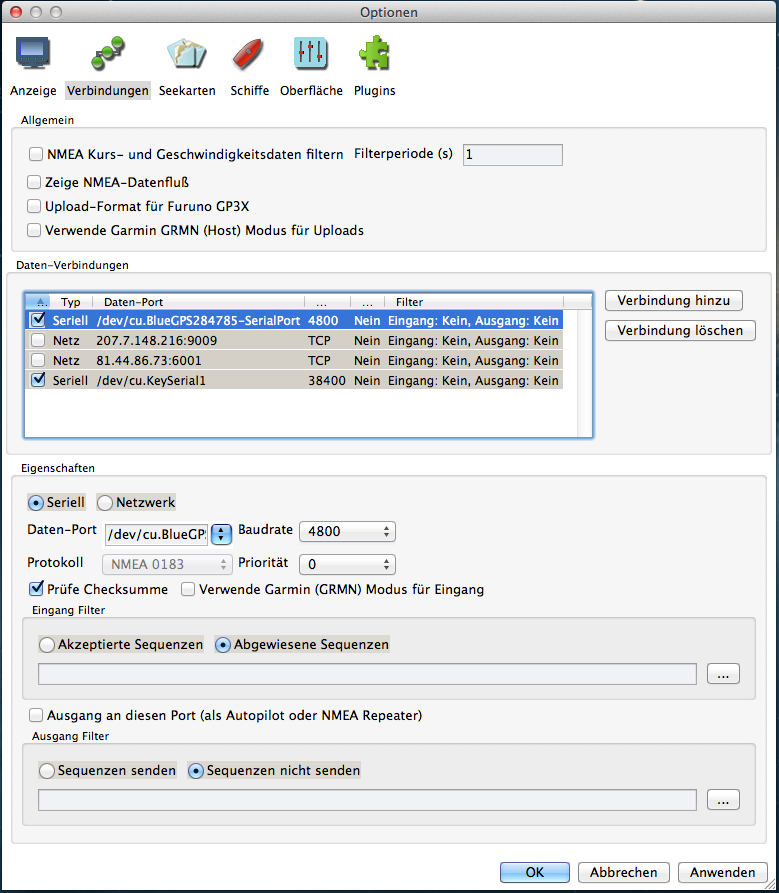 Optionen
Anzeige Verbindungen Seekarten Schiffe Oberfläche Plugins
Allgemein
NMEA Kurs- und Geschwindigkeitsdaten filtern Filterperiode (s) 1
Zeige NMEA-Datenfluß
Upload-Format für Furuno GP3X
Verwende Garmin GRMN (Host) Modus für Uploads
Daten-Verbindungen
... Typ Daten-Port ... ... Filter
Seriell /dev/cu.BlueGPS284785-SerialPort 4800 Nein Eingang: Kein, Ausgang: Kein
Netz 207.7.148.216:9009 TCP Nein Eingang: Kein, Ausgang: Kein
Netz 81.44.86.73:6001 TCP Nein Eingang: Kein, Ausgang: Kein
Seriell /dev/cu.KeySerial1 38400 Nein Eingang: Kein, Ausgang: Kein
Verbindung hinzu
Verbindung löschen
Eigenschaften
Seriell Netzwerk
Daten-Port /dev/cu.BlueGP Baudrate 4800
Protokoll NMEA 0183 Priorität 0
Prüfe Checksumme Verwende Garmin (GRMN) Modus für Eingang
Eingang Filter
Akzeptierte Sequenzen Abgewiesene Sequenzen
...
Ausgang an diesen Port (als Autopilot oder NMEA Repeater)
Ausgang Filter
Sequenzen senden Sequenzen nicht senden
...
OK Abbrechen Anwenden